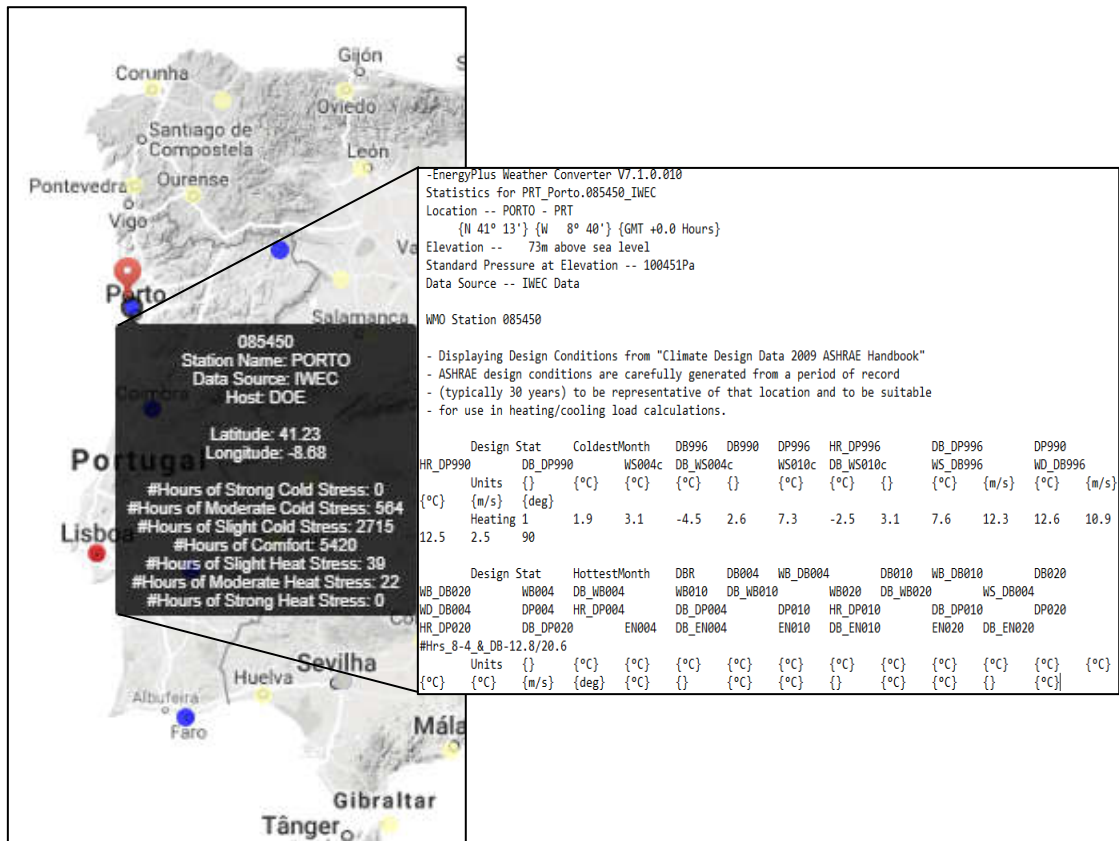 Gijón
Corunha
Oviedo
Santiago de
Compostela
León
Pontevedra
Ourense
Vigo
Va
Porto
Salamanca
085450
Station Name: PORTO
Data Source: IWEC
Host: DOE
Coimbra
Latitude: 41.23
Longitude: -8.68
Portugal
#Hours of Strong Cold Stress: 0
#Hours of Moderate Cold Stress: 564
#Hours of Slight Cold Stress: 2715
Lisboa
#Hours of Comfort: 5420
#Hours of Slight Heat Stress: 39
#Hours of Moderate Heat Stress: 22
#Hours of Strong Heat Stress: 0
Sevilha
Huelva
Albufeira
Faro
Mála
Gibraltar
Tânger
-EnergyPlus Weather Converter V7.1.0.010
Statistics for PRT_Porto.085450_IWEC
Location -- PORTO - PRT
{N 41° 13'} {W 8° 40'} {GMT +0.0 Hours}
Elevation -- 73m above sea level
Standard Pressure at Elevation -- 100451Pa
Data Source -- IWEC Data
WMO Station 085450
- Displaying Design Conditions from "Climate Design Data 2009 ASHRAE Handbook"
- ASHRAE design conditions are carefully generated from a period of record
- (typically 30 years) to be representative of that location and to be suitable
- for use in heating/cooling load calculations.
Design Stat ColdestMonth DB996 DB990 DP996 HR_DP996 DB_DP996 DP990
HR_DP990 DB_DP990 WS004c DB_WS004c WS010c DB_WS010c WS_DB996 WD_DB996
Units {} {°C} {°C} {°C} {} {°C} {°C} {} {°C} {m/s} {°C} {m/s}
{°C} {m/s} {deg}
Heating 1 1.9 3.1 -4.5 2.6 7.3 -2.5 3.1 7.6 12.3 12.6 10.9
12.5 2.5 90
Design Stat HottestMonth DBR DB004 WB_DB004 DB010 WB_DB010 DB020
WB_DB020 WB004 DB_WB004 WB010 DB_WB010 WB020 DB_WB020 WS_DB004
WD_DB004 DP004 HR_DP004 DB_DP004 DP010 HR_DP010 DB_DP010 DP020
HR_DP020 DB_DP020 EN004 DB_EN004 EN010 DB_EN010 EN020 DB_EN020
#Hrs_8-4_&_DB-12.8/20.6
Units {} {°C} {°C} {°C} {°C} {°C} {°C} {°C} {°C} {°C} {°C} {°C}
{°C} {°C} {m/s} {deg} {°C} {} {°C} {°C} {} {°C} {°C} {} {°C}